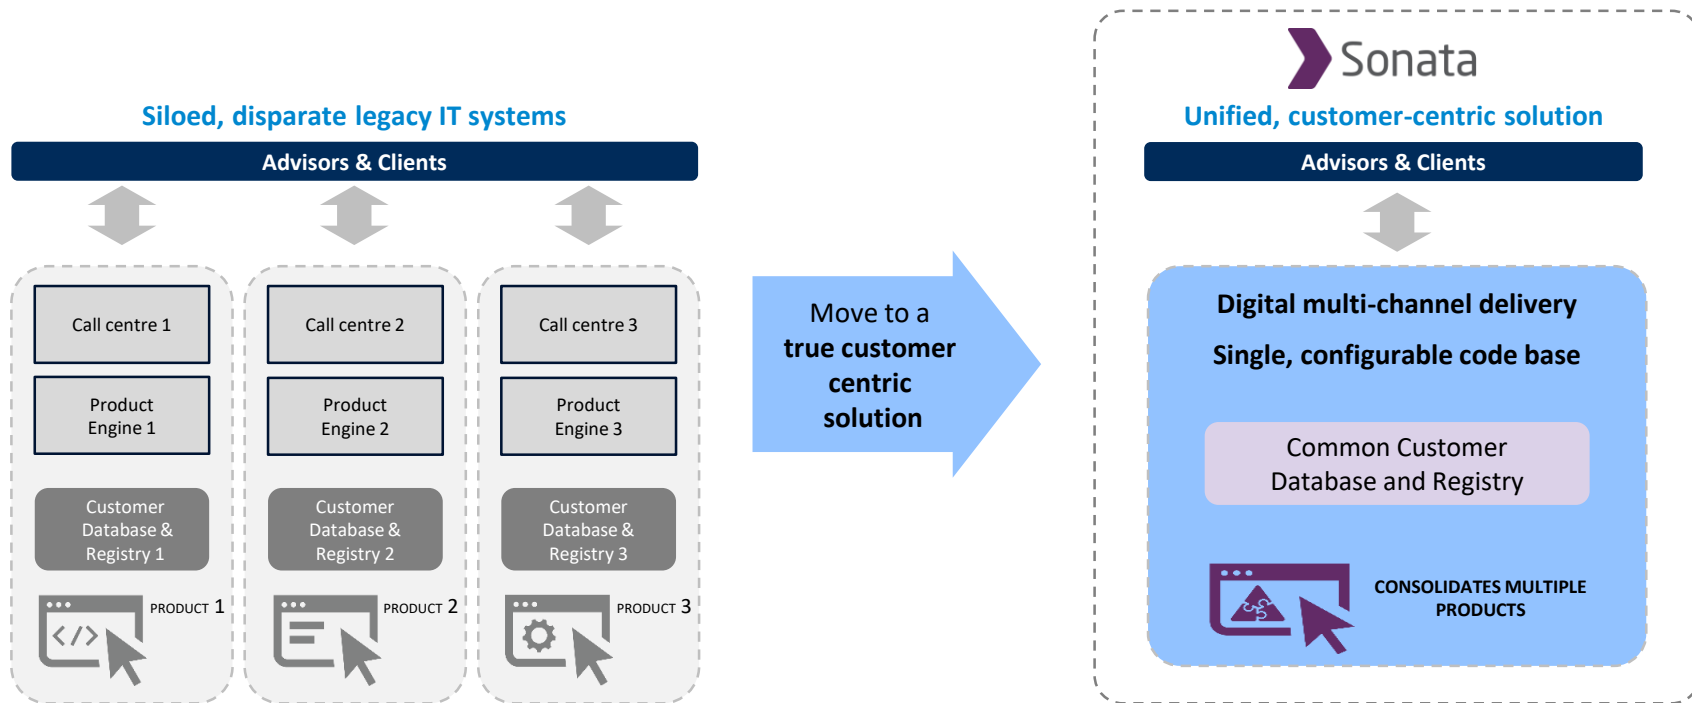 Siloed, disparate legacy IT systems
Advisors & Clients
Call centre 1
Product
Engine 1
Customer
Database &
Registry 1
PRODUCT 1
</>
Call centre 2
Product
Engine 2
Customer
Database &
Registry 2
PRODUCT 2
Call centre 3
Product
Engine 3
Customer
Database &
Registry 3
PRODUCT 3
Move to a
true customer
centric
solution
Sonata
Unified, customer-centric solution
Advisors & Clients
Digital multi-channel delivery
Single, configurable code base
Common Customer
Database and Registry
CONSOLIDATES MULTIPLE
PRODUCTS